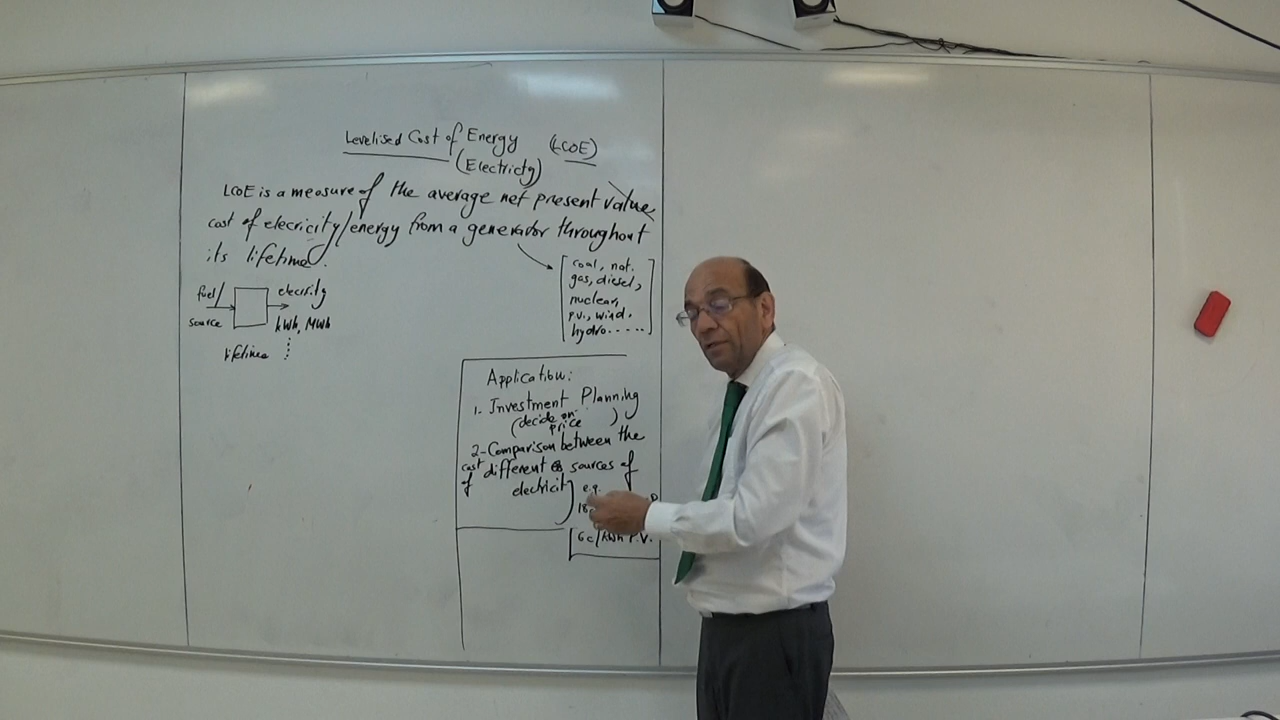 Levelised Cost of Energy (LCOE)
(Electricity)
LCOE is a measure of the average net present value
cost of elecricity/energy from a generator throughout
its lifetime.
fuel/
source
electricity
kWh, MWh
lifetime
coal, nat.
gas, diesel,
nuclear,
P.V., wind,
hydro.....
Application:
1- Investment Planning
(decide on price)
2-Comparison between the
cost of different sources of
electricity
e.g.
18
6c/kWh P.V.